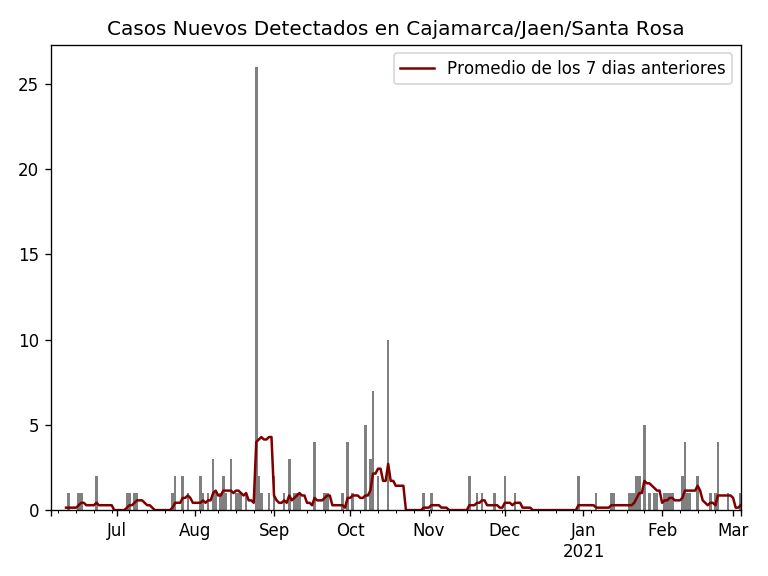 Casos Nuevos Detectados en Cajamarca/Jaen/Santa Rosa
Promedio de los 7 dias anteriores
25
20
15
10
5
0
Jul Aug Sep Oct Nov Dec Jan Feb Mar
2021